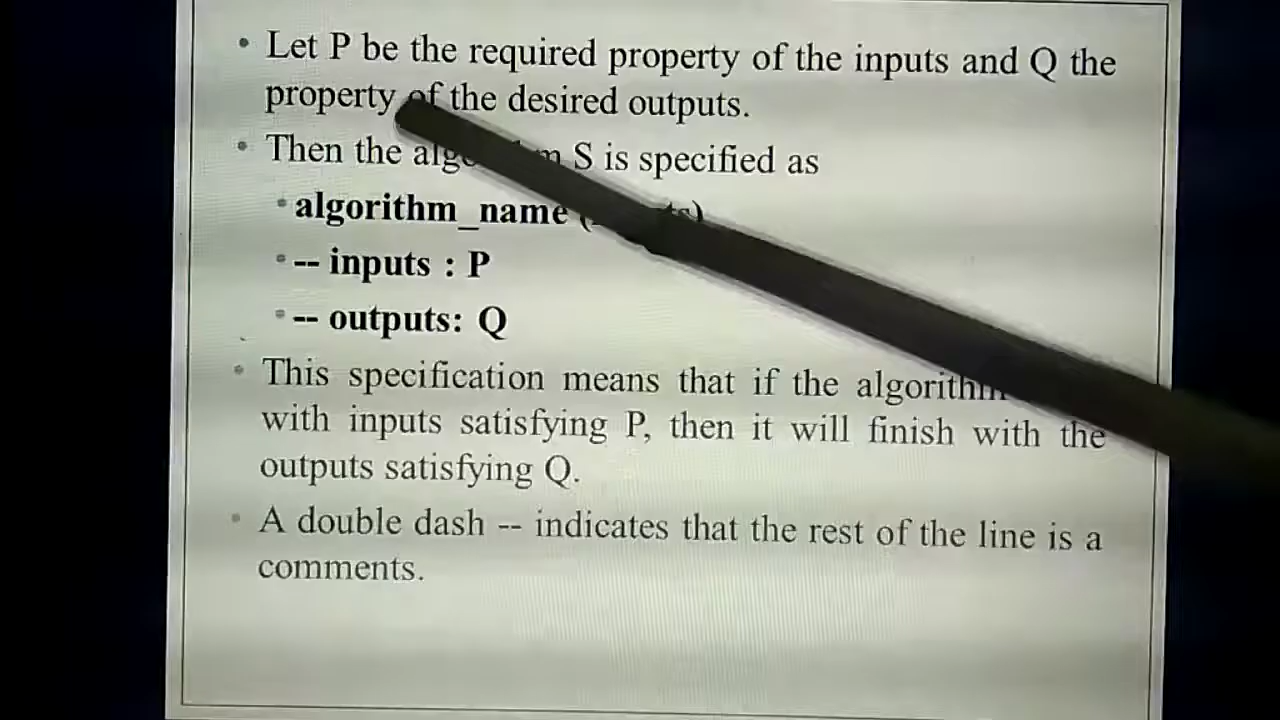 • Let P be the required property of the inputs and Q the
property of the desired outputs.
• Then the S is specified as
• algorithm_name
• -- inputs : P
• -- outputs: Q
• This specification means that if the
with inputs satisfying P, then it will finish with the
outputs satisfying Q.
• A double dash -- indicates that the rest of the line is a
comments.